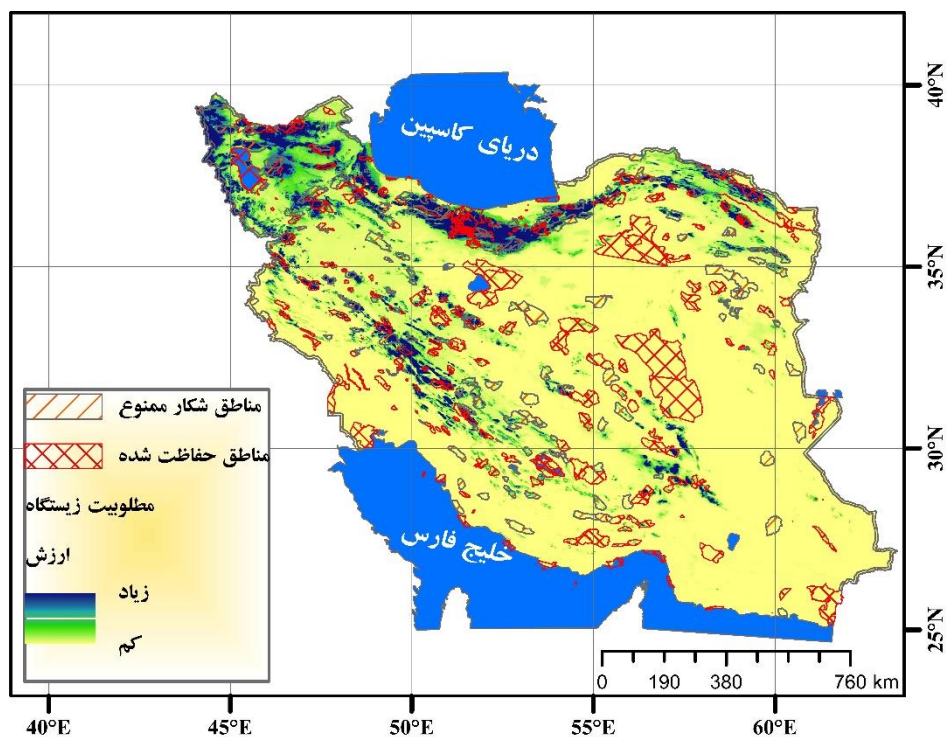 دریای کاسپین
خلیج فارس
مناطق شکار ممنوع
مناطق حفاظت شده
مطلوبیت زیستگاه
ارزش
زیاد
کم
40°N
35°N
30°N
25°N
0 190 380 760 km
40°E 45°E 50°E 55°E 60°E